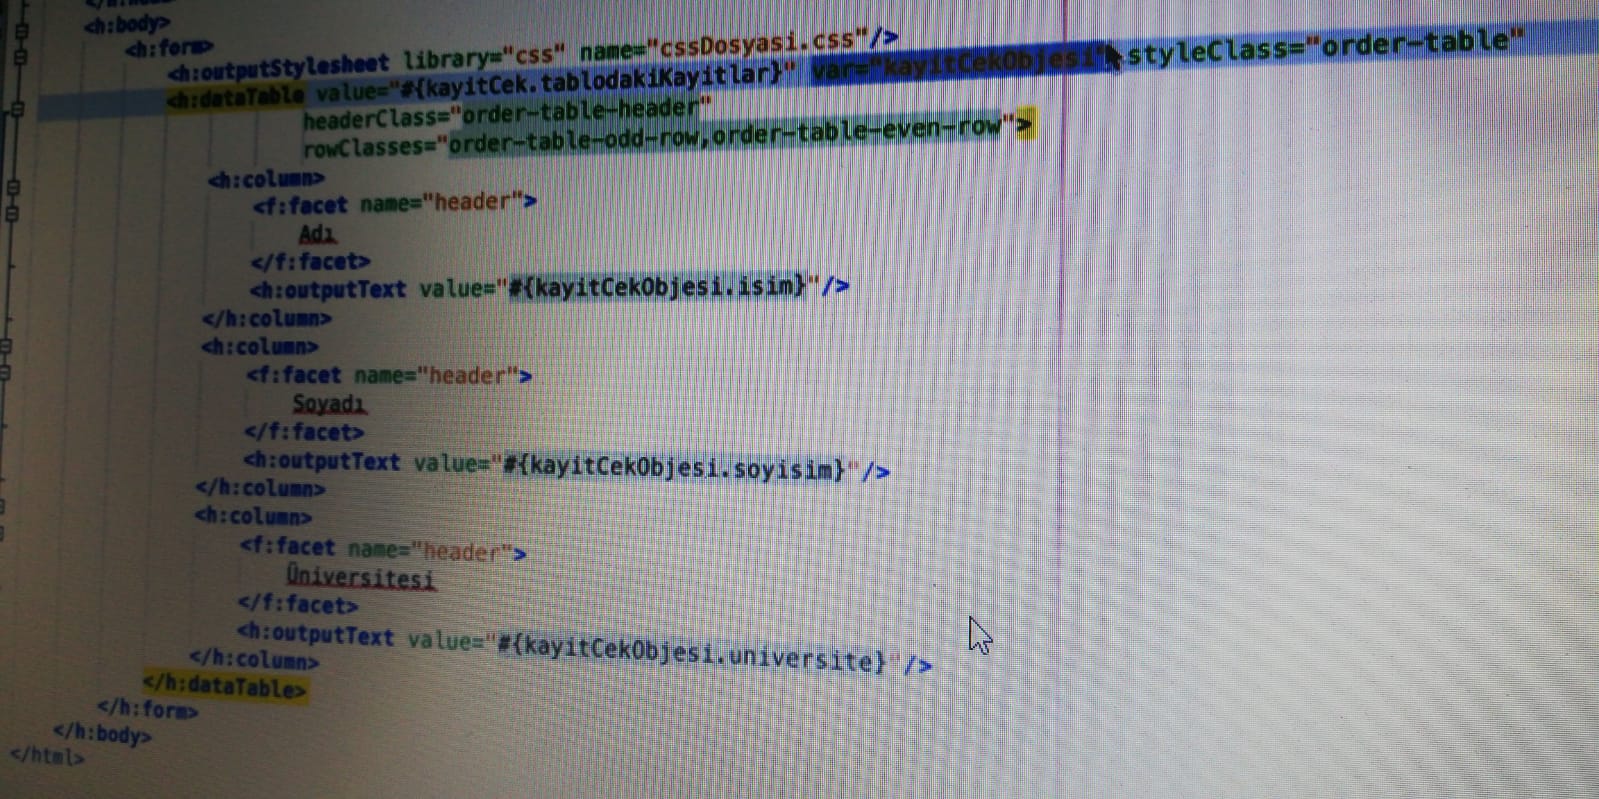 <h:body>
<h:form>
<h:outputStylesheet library="css" name="cssDosyasi.css"/>
<h:dataTable value="#{kayitCek.tablodakiKayitlar}" var="kayitCekObjesi" styleClass="order-table"
headerClass="order-table-header"
rowClasses="order-table-odd-row,order-table-even-row">
<h:column>
<f:facet name="header">
Adı
</f:facet>
<h:outputText value="#{kayitCekObjesi.isim}"/>
</h:column>
<h:column>
<f:facet name="header">
Soyadı
</f:facet>
<h:outputText value="#{kayitCekObjesi.soyisim}"/>
</h:column>
<h:column>
<f:facet name="header">
Üniversitesi
</f:facet>
<h:outputText value="#{kayitCekObjesi.universite}"/>
</h:column>
</h:dataTable>
</h:form>
</h:body>
</html>